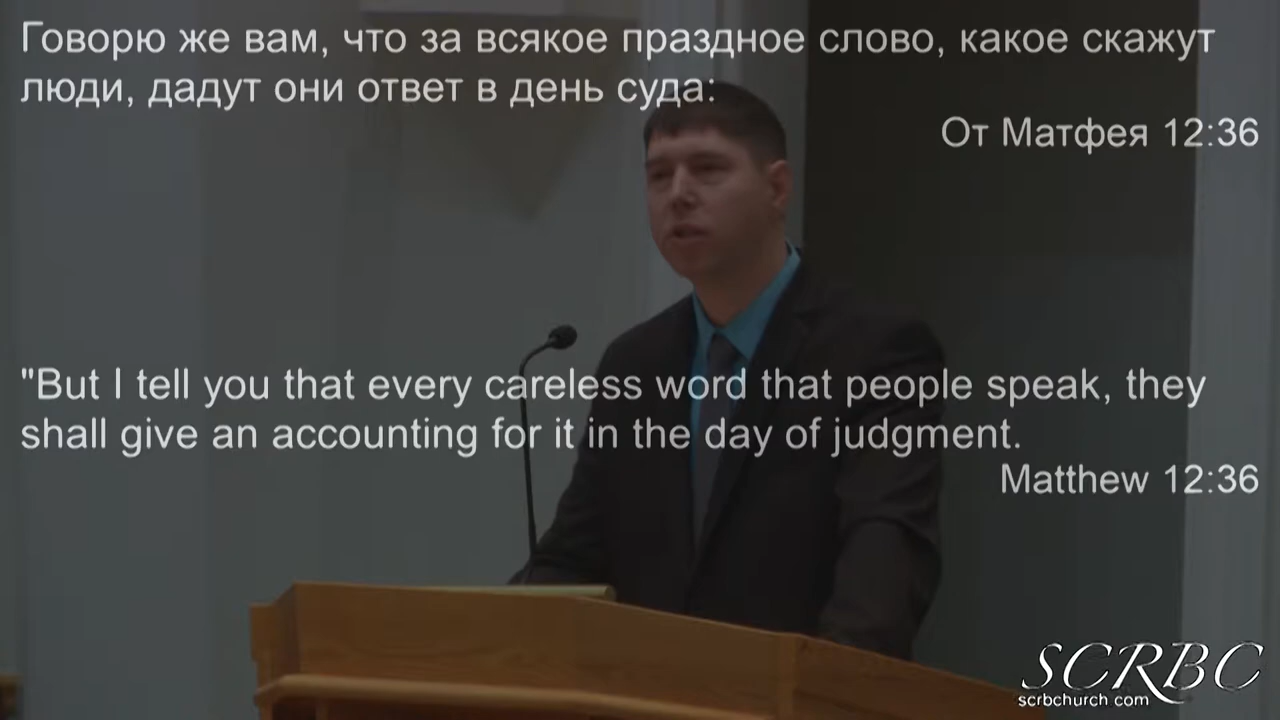 Говорю же вам, что за всякое праздное слово, какое скажут
люди, дадут они ответ в день суда:
От Матфея 12:36
"But I tell you that every careless word that people speak, they
shall give an accounting for it in the day of judgment.
Matthew 12:36
SCRBC
scrbchurch.com